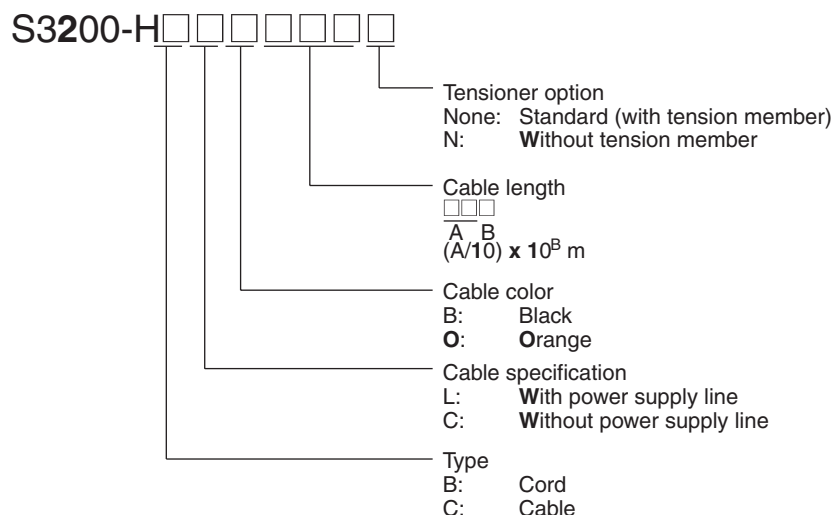 S3200-H□□□□□□□
Tensioner option
None: Standard (with tension member)
N: Without tension member
Cable length
□□□
A B
(A/10) x 10ᴮ m
Cable color
B: Black
O: Orange
Cable specification
L: With power supply line
C: Without power supply line
Type
B: Cord
C: Cable